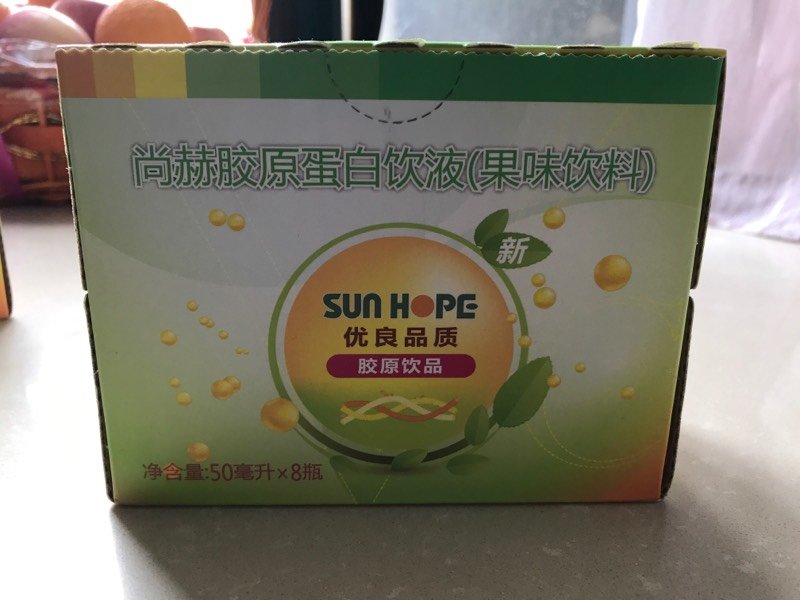 尚赫胶原蛋白饮液(果味饮料)
新
SUN HOPE
优良品质
胶原饮品
净含量:50毫升×8瓶